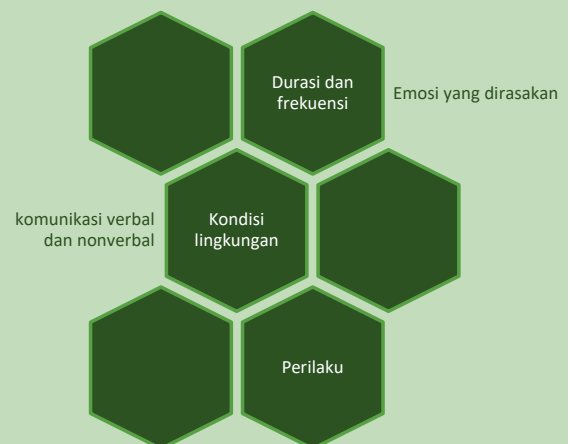 Durasi dan
frekuensi
Emosi yang dirasakan
komunikasi verbal
dan nonverbal
Kondisi
lingkungan
Perilaku